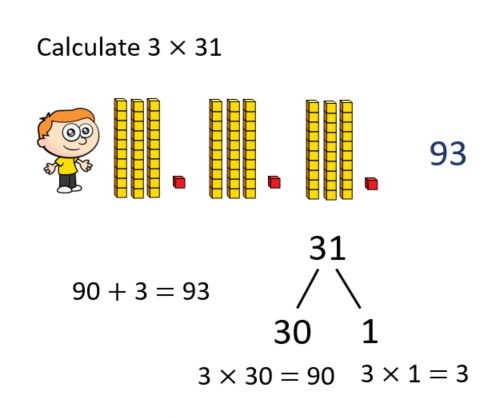 Calculate 3 × 31
93
31
90 + 3 = 93
30 1
3 × 30 = 90 3 × 1 = 3